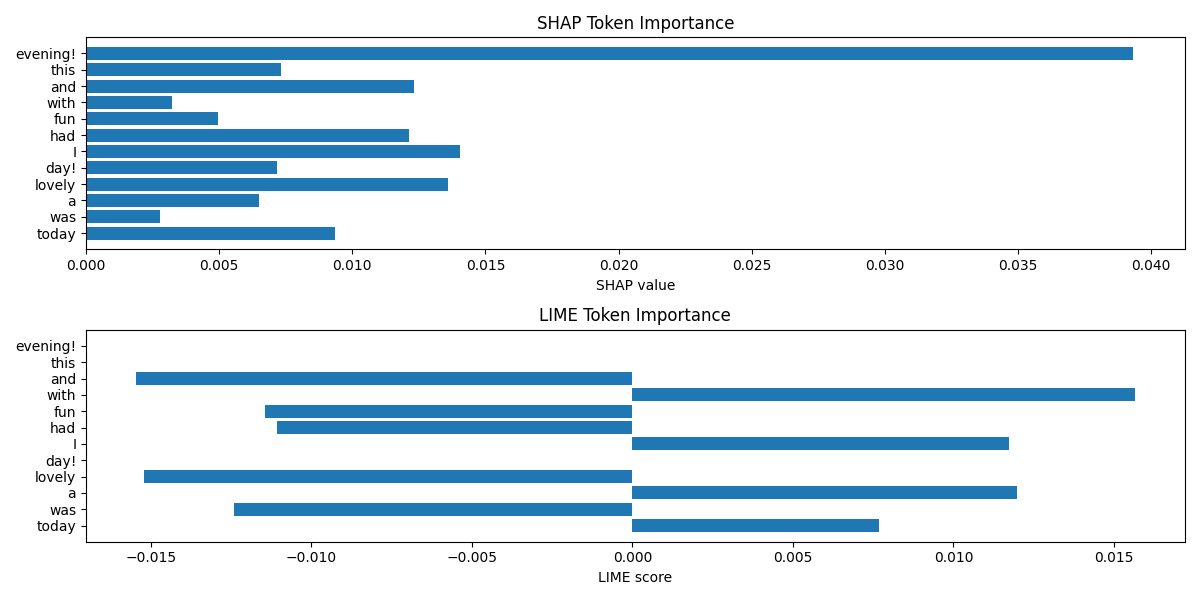 SHAP Token Importance
evening!
this
and
with
fun
had
I
day!
lovely
a
was
today
0.000 0.005 0.010 0.015 0.020 0.025 0.030 0.035 0.040
SHAP value
LIME Token Importance
evening!
this
and
with
fun
had
I
day!
lovely
a
was
today
−0.015 −0.010 −0.005 0.000 0.005 0.010 0.015
LIME score